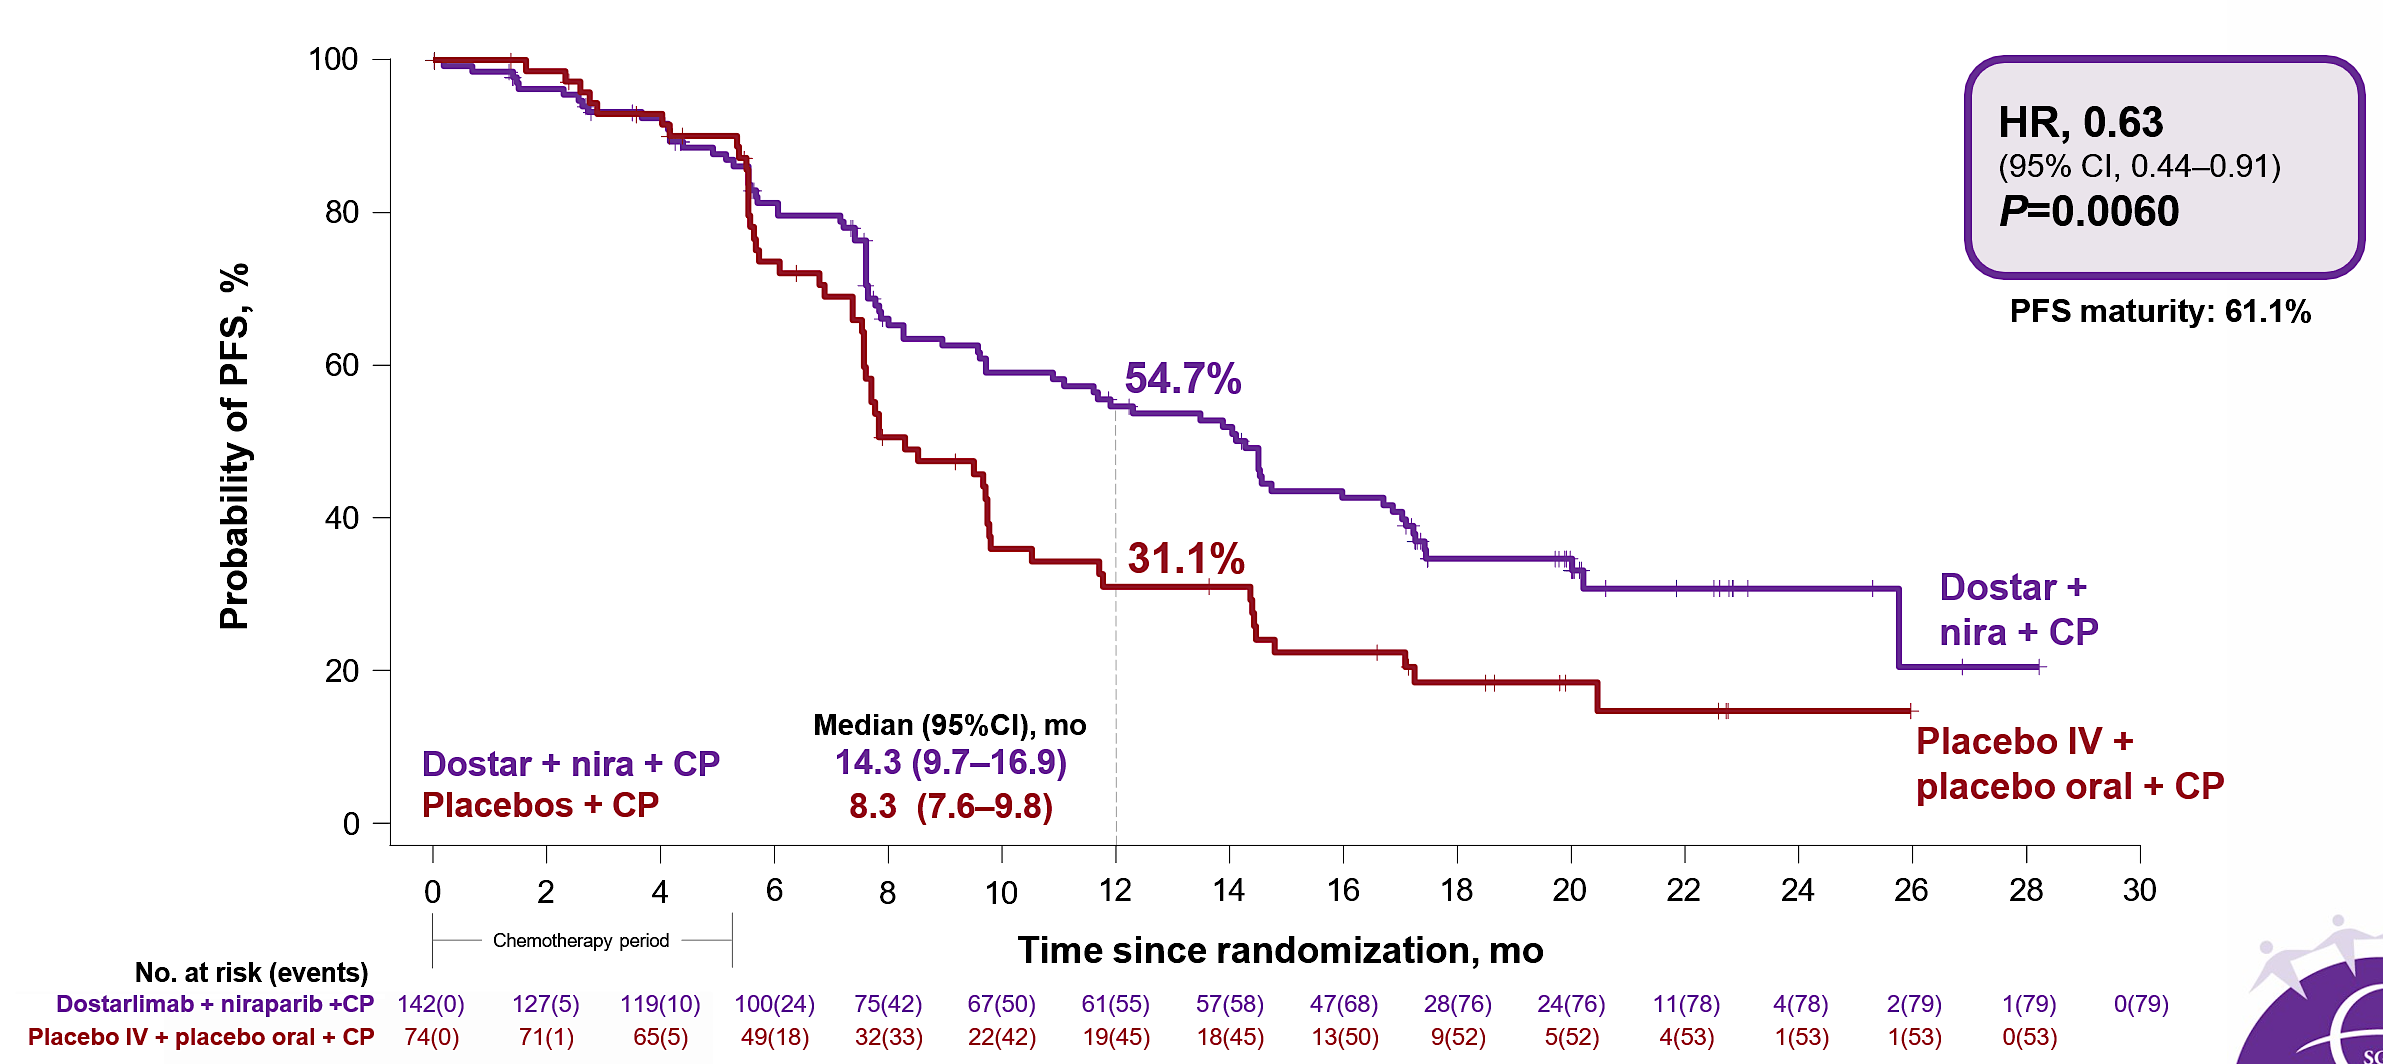 100
80
60
40
20
0
Probability of PFS, %
HR, 0.63
(95% CI, 0.44–0.91)
P=0.0060
PFS maturity: 61.1%
54.7%
31.1%
Dostar +
nira + CP
Placebo IV +
placebo oral + CP
Median (95%CI), mo
Dostar + nira + CP 14.3 (9.7–16.9)
Placebos + CP 8.3 (7.6–9.8)
0 2 4 6 8 10 12 14 16 18 20 22 24 26 28 30
Chemotherapy period
Time since randomization, mo
No. at risk (events)
Dostarlimab + niraparib +CP 142(0) 127(5) 119(10) 100(24) 75(42) 67(50) 61(55) 57(58) 47(68) 28(76) 24(76) 11(78) 4(78) 2(79) 1(79) 0(79)
Placebo IV + placebo oral + CP 74(0) 71(1) 65(5) 49(18) 32(33) 22(42) 19(45) 18(45) 13(50) 9(52) 5(52) 4(53) 1(53) 1(53) 0(53)